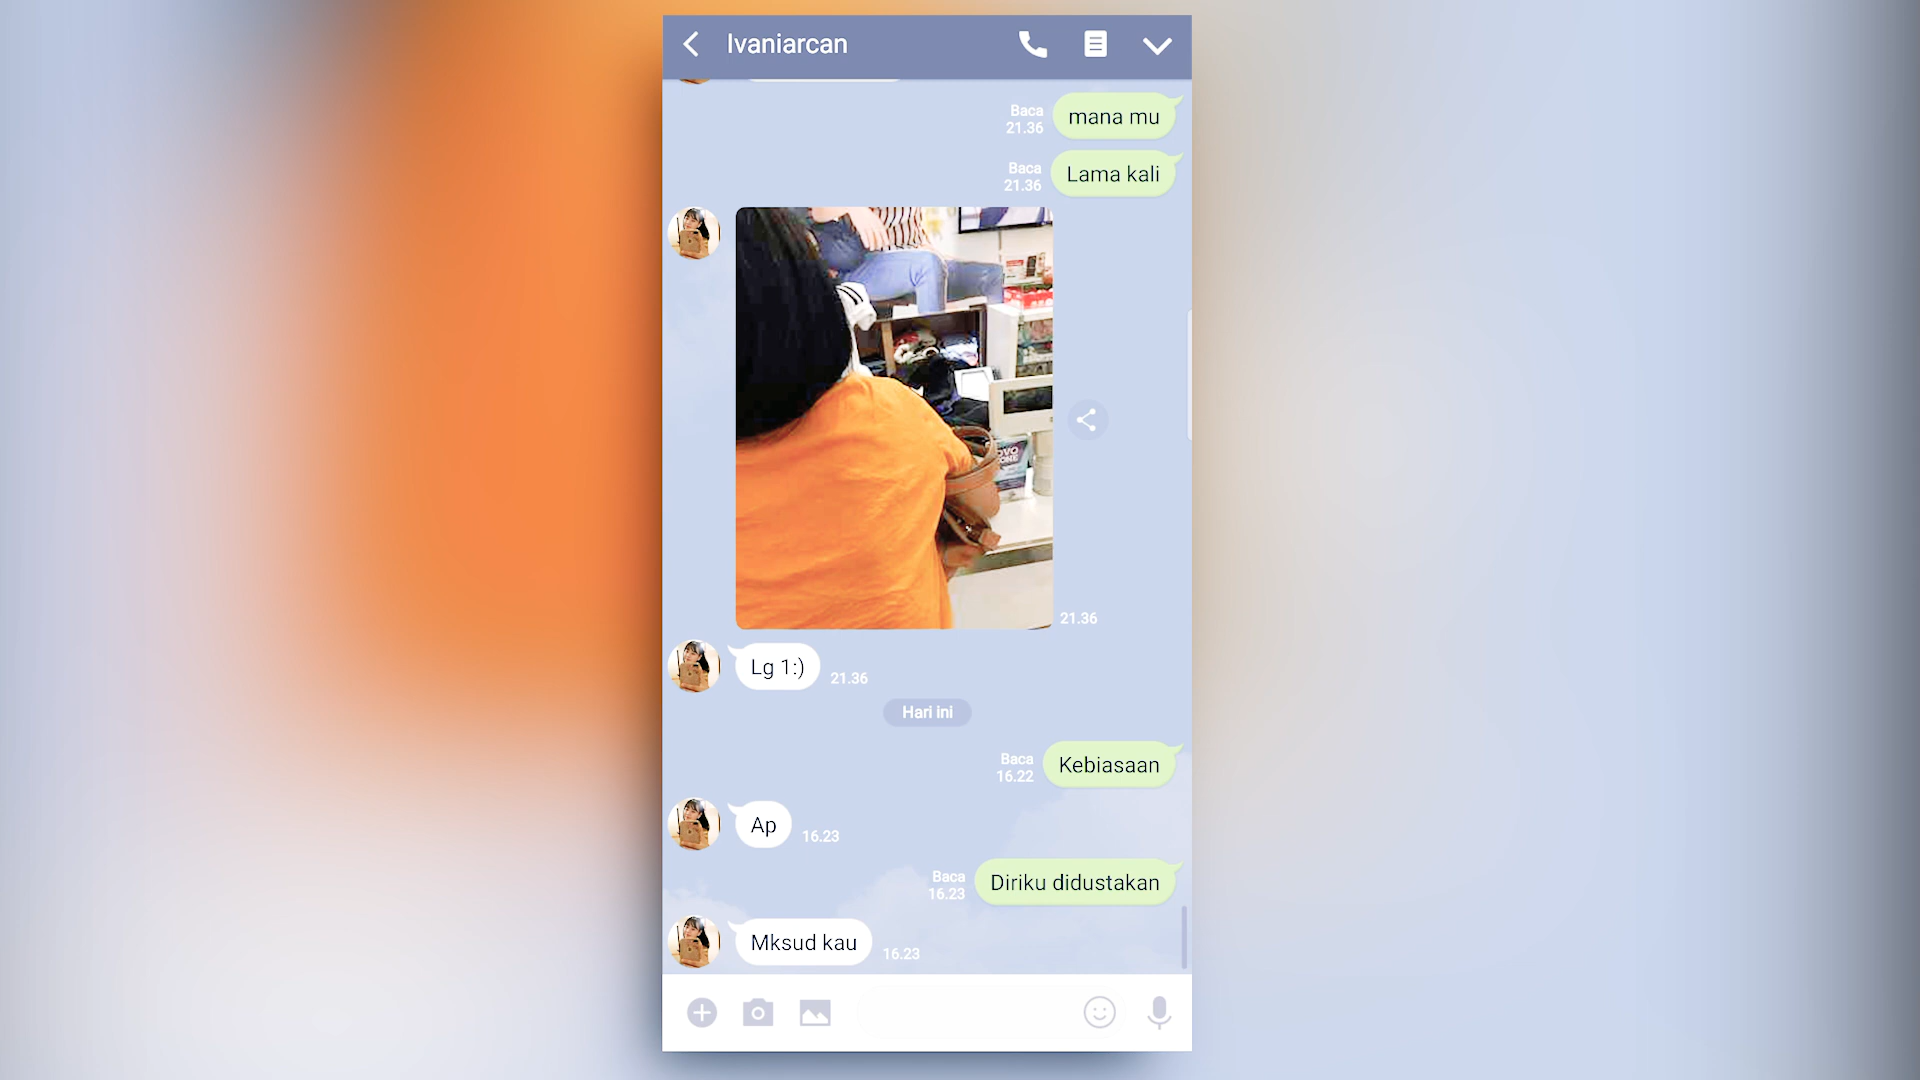 Ivaniarcan
Baca
21.36
mana mu
Baca
21.36
Lama kali
OVO
21.36
Lg 1:)
21.36
Hari ini
Baca
16.22
Kebiasaan
Ap
16.23
Baca
16.23
Diriku didustakan
Mksud kau
16.23